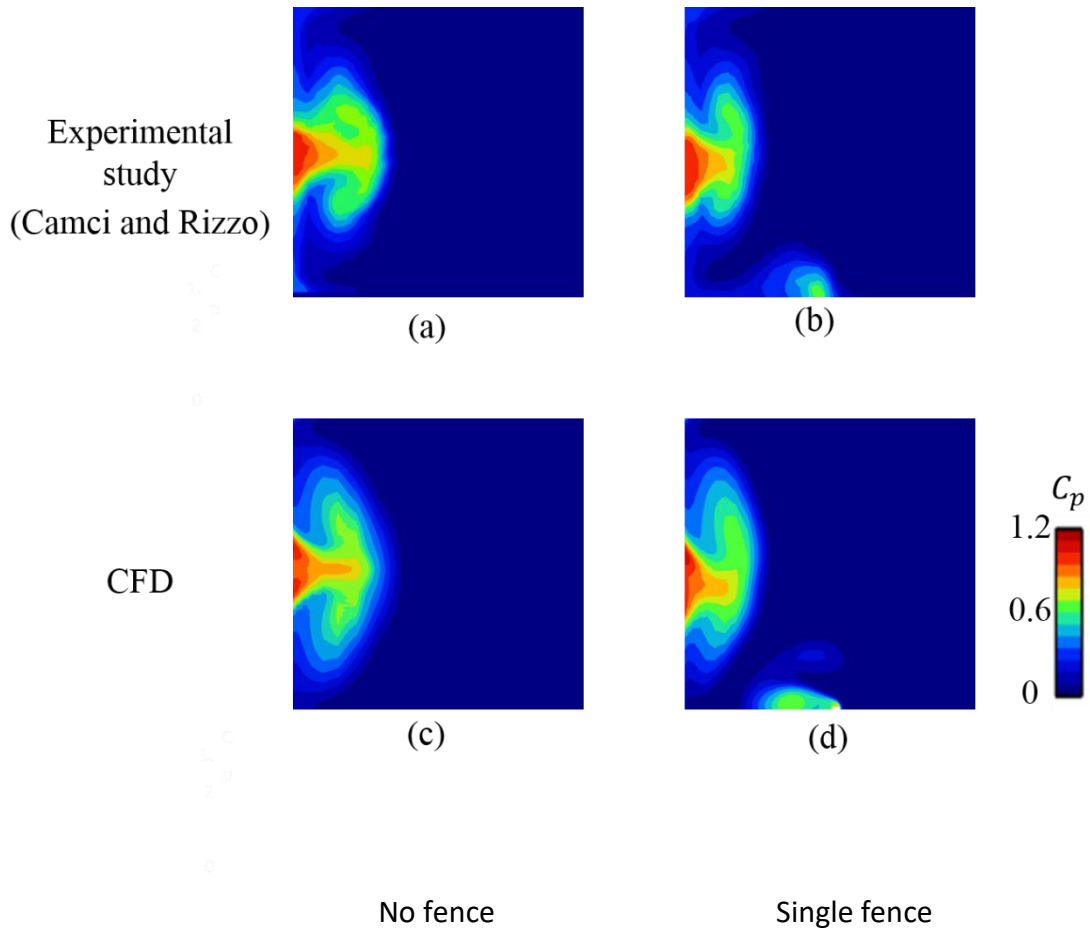 Experimental
study
(Camci and Rizzo)
(a)
(b)
CFD
C_p
1.2
0.6
0
(c)
(d)
No fence
Single fence